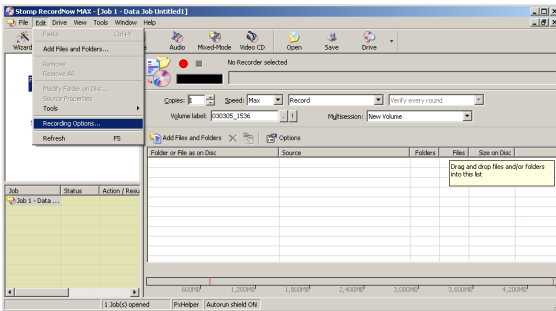 Stomp RecordNow MAX - [Job 1 - Data Job Untitled1]
File Edit Drive View Tools Window Help
Wizard Audio Mixed-Mode Video CD Open Save Drive
Paste Ctrl+V
Add Files and Folders...
Remove
Remove All
Modify Folder on Disc...
Source Properties
Tools
Recording Options...
Refresh F5
No Recorder selected
Copies: 1 Speed: Max Record Verify every round
Volume label: 030305_1536 . ! Multisession: New Volume
Add Files and Folders Options
Folder or File as on Disc Source Folders Files Size on Disc
Drag and drop files and/or folders
into this list
Job Status Action / Resu
Job 1 - Data ...
600MB 1,200MB 1,800MB 2,400MB 3,000MB 3,600MB 4,20
1 Job(s) opened PxHelper Autorun shield ON